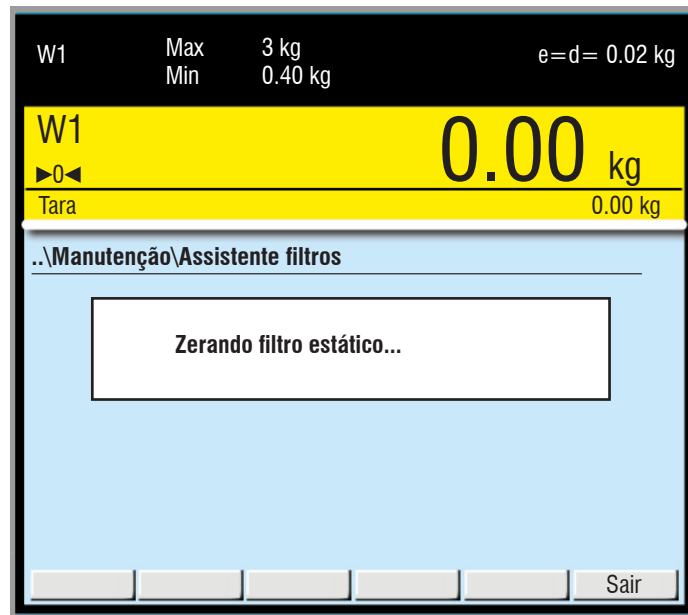 W1 Max 3 kg e=d= 0.02 kg
Min 0.40 kg
W1 0.00 kg
►0◄
Tara 0.00 kg
..\Manutenção\Assistente filtros
Zerando filtro estático...
Sair